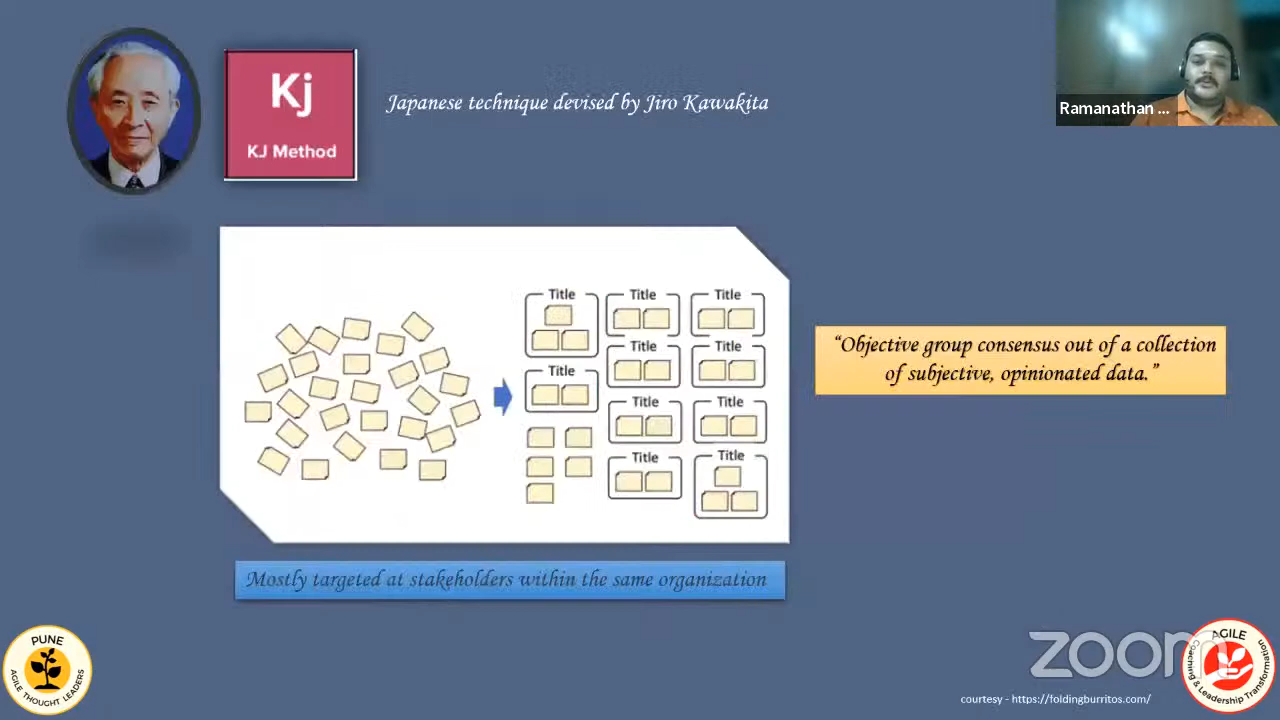 Kj
KJ Method
Japanese technique devised by Jiro Kawakita
Ramanathan ...
Title
Title
Title
Title
Title
Title
Title
Title
Title
Title
“Objective group consensus out of a collection
of subjective, opinionated data.”
Mostly targeted at stakeholders within the same organization
PUNE
AGILE THOUGHT LEADERS
zoom
AGILE
Coaching & Leadership Transformation
courtesy - https://foldingburritos.com/